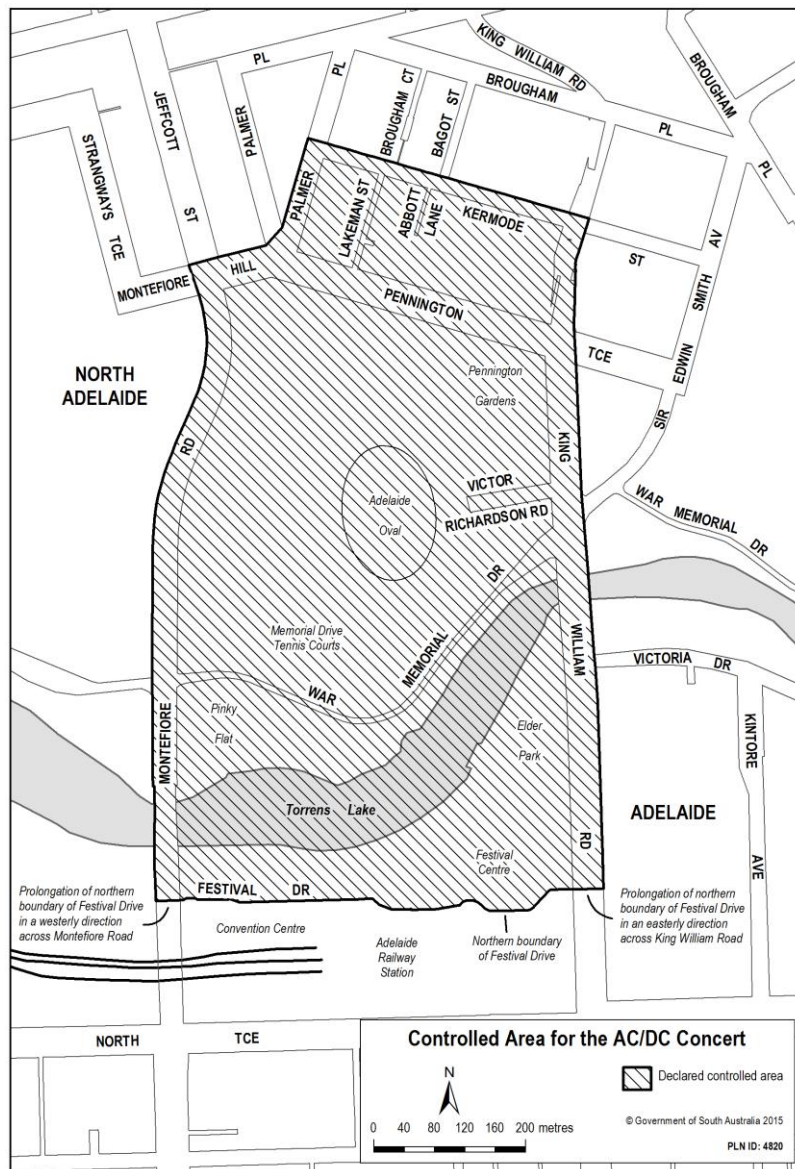 KING WILLIAM RD
BROUGHAM
PL
PL
PL
BROUGHAM
PL
BROUGHAM CT
BAGOT ST
JEFFCOTT
ST
PALMER
STRANGWAYS
TCE
PALMER
LAKEMAN ST
ABBOTT
LANE
KERMODE
ST
SMITH AV
EDWIN
SIR
MONTEFIORE
HILL
RD
PENNINGTON
TCE
NORTH
ADELAIDE
Pennington
Gardens
KING
WILLIAM
RD
VICTOR
RICHARDSON RD
Adelaide
Oval
WAR MEMORIAL
DR
WAR
MEMORIAL
DR
Memorial Drive
Tennis Courts
VICTORIA DR
KINTORE
AVE
Pinky
Flat
Elder
Park
MONTEFIORE
Torrens Lake
ADELAIDE
Festival
Centre
FESTIVAL DR
Prolongation of northern
boundary of Festival Drive
in a westerly direction
across Montefiore Road
Convention Centre
Adelaide
Railway
Station
Northern boundary
of Festival Drive
Prolongation of northern
boundary of Festival Drive
in an easterly direction
across King William Road
NORTH TCE
Controlled Area for the AC/DC Concert
N
Declared controlled area
0 40 80 120 160 200 metres
© Government of South Australia 2015
PLN ID: 4820